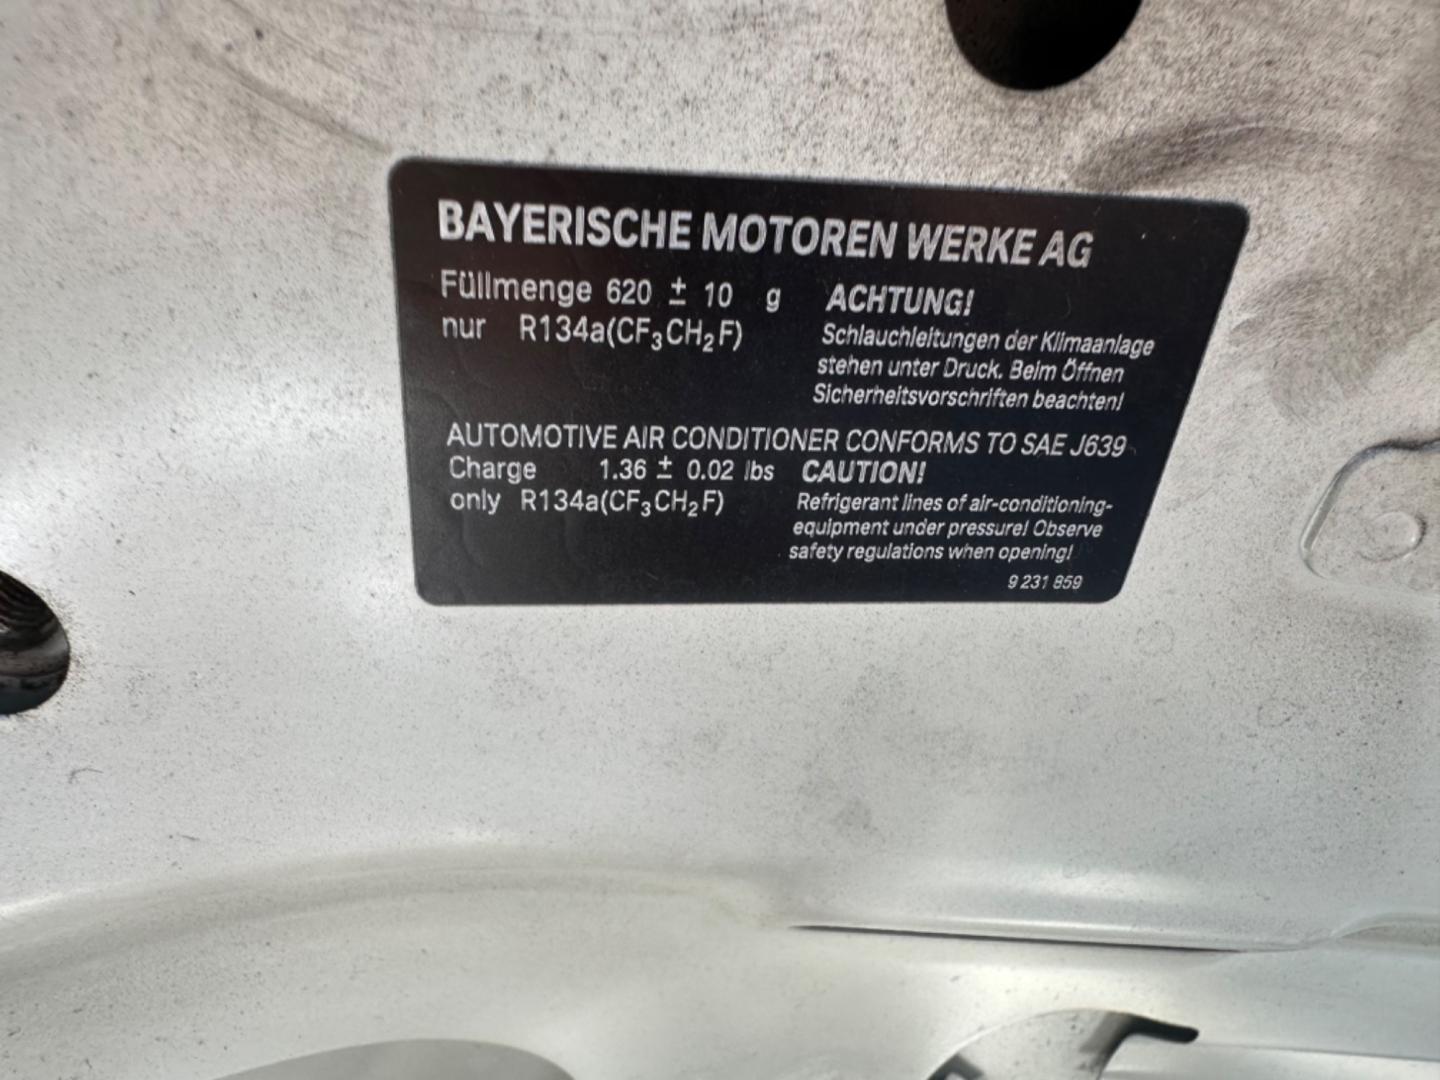 BAYERISCHE MOTOREN WERKE AG
Füllmenge 620 ± 10 g
nur R134a(CF₃CH₂F)
ACHTUNG!
Schlauchleitungen der Klimaanlage
stehen unter Druck. Beim Öffnen
Sicherheitsvorschriften beachten!
AUTOMOTIVE AIR CONDITIONER CONFORMS TO SAE J639
Charge 1.36 ± 0.02 lbs
only R134a(CF₃CH₂F)
CAUTION!
Refrigerant lines of air-conditioning-
equipment under pressure! Observe
safety regulations when opening!
9 231 859